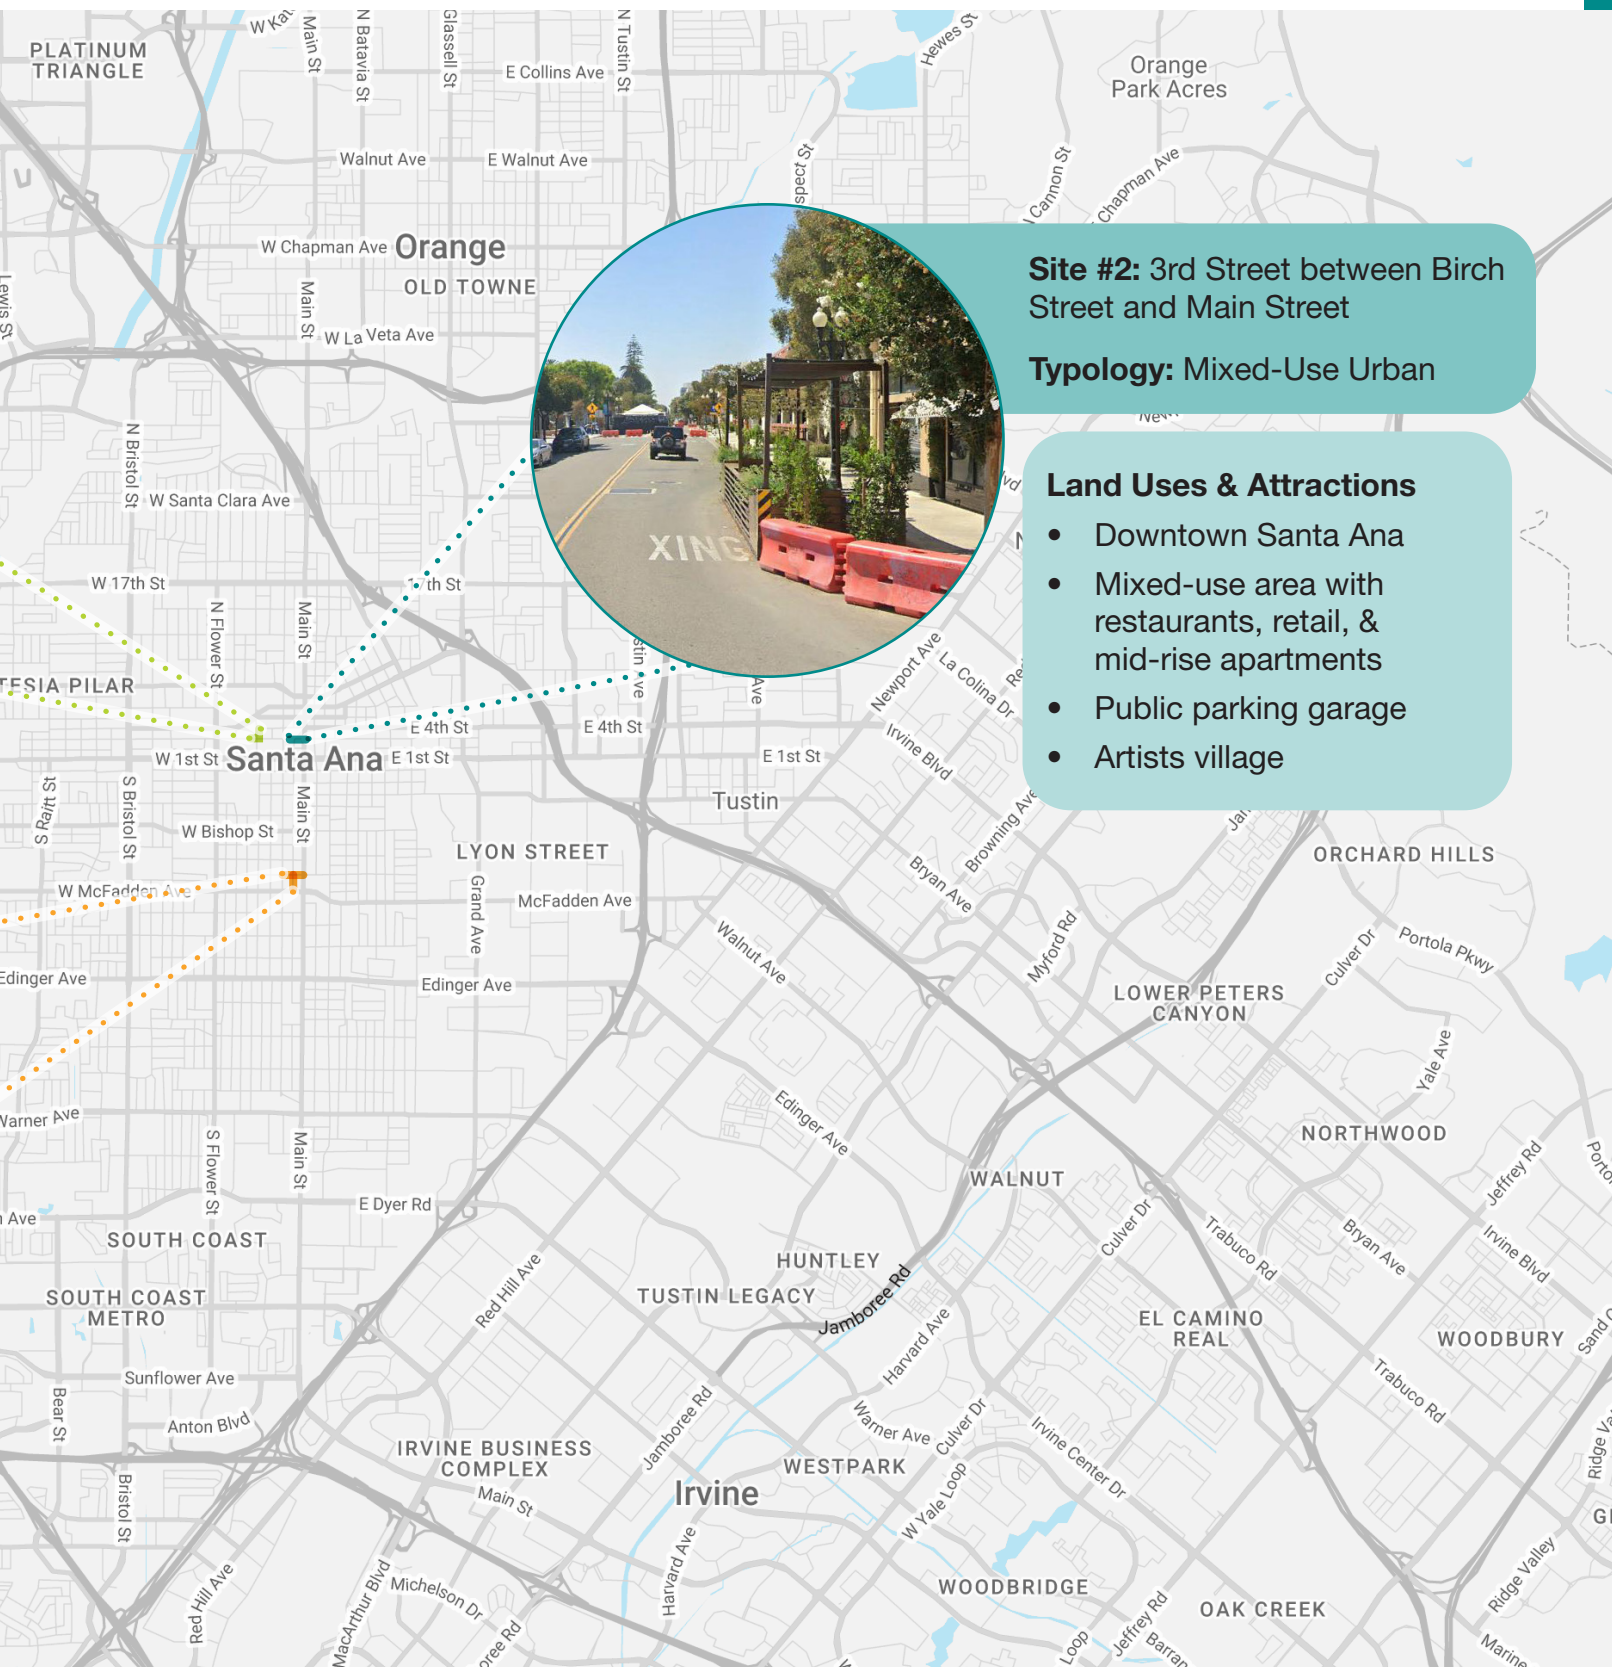 PLATINUM
TRIANGLE
Main St
N Batavia St
Glassell St
N Tustin St
E Collins Ave
Hewes St
Orange
Park Acres
Walnut Ave
E Walnut Ave
N Cannon St
Chapman Ave
W Chapman Ave
Orange
OLD TOWNE
Main St
W La Veta Ave
Lewis St
Site #2: 3rd Street between Birch
Street and Main Street
Typology: Mixed-Use Urban
XING
Land Uses & Attractions
• Downtown Santa Ana
• Mixed-use area with
restaurants, retail, &
mid-rise apartments
• Public parking garage
• Artists village
N Bristol St
W Santa Clara Ave
W 17th St
17th St
N Flower St
Main St
Newport Ave
La Colina Dr
E 4th St
E 4th St
Irvine Blvd
W 1st St
Santa Ana
E 1st St
E 1st St
S Raitt St
S Bristol St
Main St
Tustin
Browning Ave
W Bishop St
LYON STREET
ORCHARD HILLS
W McFadden Ave
Grand Ave
McFadden Ave
Bryan Ave
Walnut Ave
Myford Rd
Culver Dr
Portola Pkwy
Edinger Ave
Edinger Ave
LOWER PETERS
CANYON
Yale Ave
Warner Ave
Edinger Ave
S Flower St
Main St
NORTHWOOD
WALNUT
Jeffrey Rd
E Dyer Rd
Culver Dr
Trabuco Rd
Bryan Ave
Irvine Blvd
SOUTH COAST
HUNTLEY
Red Hill Ave
TUSTIN LEGACY
Jamboree Rd
SOUTH COAST
METRO
Harvard Ave
EL CAMINO
REAL
WOODBURY
Sunflower Ave
Trabuco Rd
Bear St
Anton Blvd
Jamboree Rd
Warner Ave
Culver Dr
Irvine Center Dr
IRVINE BUSINESS
COMPLEX
WESTPARK
Irvine
Main St
Bristol St
W Yale Loop
Harvard Ave
Red Hill Ave
MacArthur Blvd
Michelson Dr
WOODBRIDGE
OAK CREEK
Ridge Valley
Jeffrey Rd
Loop